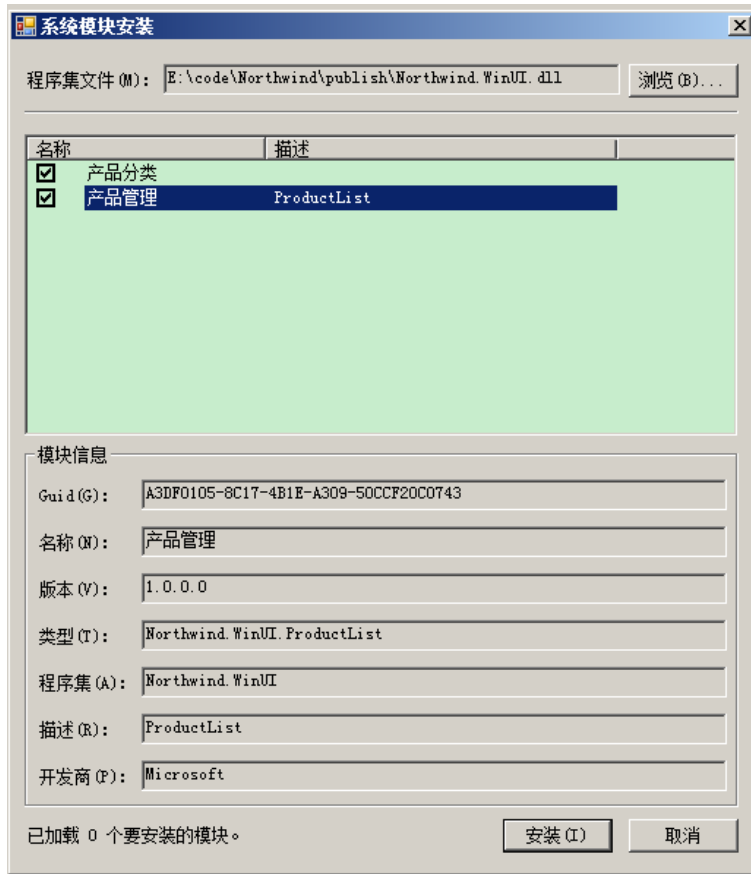 系统模块安装
程序集文件(M): E:\code\Northwind\publish\Northwind.WinUI.dll 浏览(B)...
名称 描述
产品分类
产品管理 ProductList
模块信息
Guid(G): A3DF0105-8C17-4B1E-A309-50CCF20C0743
名称(N): 产品管理
版本(V): 1.0.0.0
类型(T): Northwind.WinUI.ProductList
程序集(A): Northwind.WinUI
描述(R): ProductList
开发商(P): Microsoft
已加载 0 个要安装的模块。 安装(I) 取消